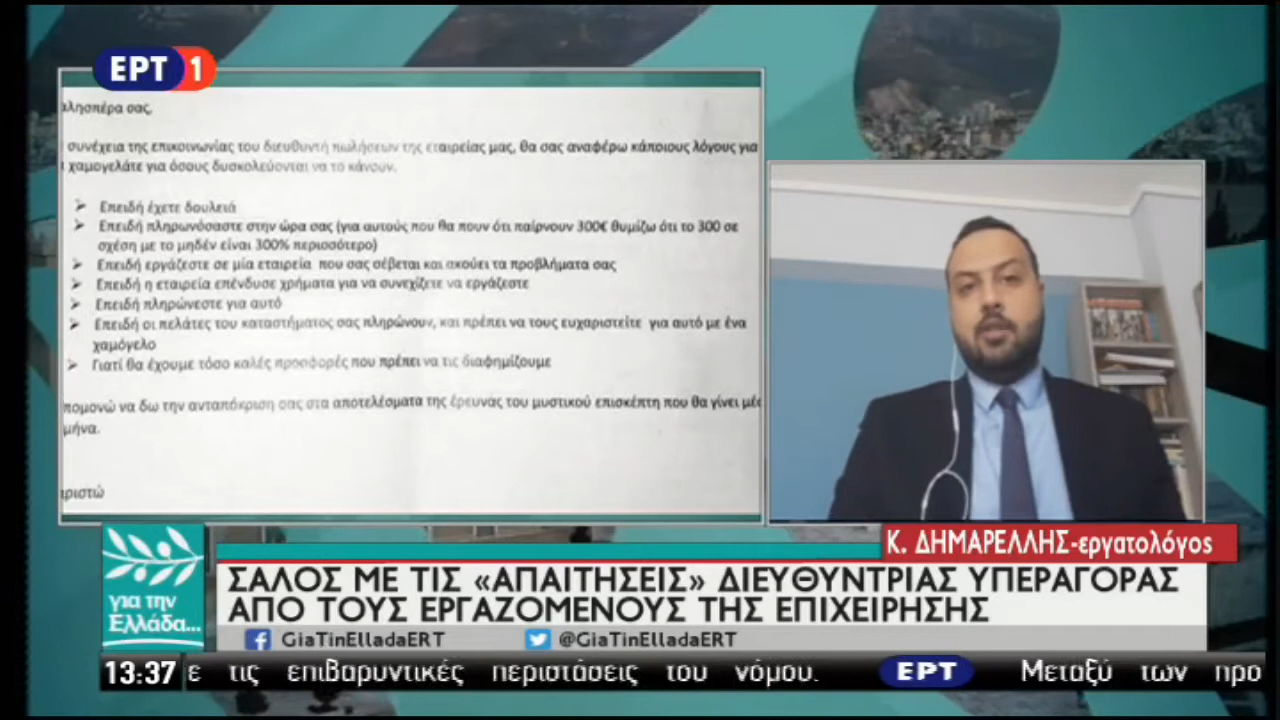 ΕΡΤ 1
λησπέρα σας,
συνέχεια της επικοινωνίας του διευθυντή πωλήσεων της εταιρείας μας, θα σας αναφέρω κάποιους λόγους για
χαμογελάτε για όσους δυσκολεύονται να το κάνουν.
➢ Επειδή έχετε δουλειά
➢ Επειδή πληρωνόσαστε στην ώρα σας (για αυτούς που θα πουν ότι παίρνουν 300€ θυμίζω ότι το 300 σε
σχέση με το μηδέν είναι 300% περισσότερο)
➢ Επειδή εργάζεστε σε μία εταιρεία που σας σέβεται και ακούει τα προβλήματα σας
➢ Επειδή η εταιρεία επένδυσε χρήματα για να συνεχίζετε να εργάζεστε
➢ Επειδή πληρώνεστε για αυτό
➢ Επειδή οι πελάτες του καταστήματος σας πληρώνουν, και πρέπει να τους ευχαριστείτε για αυτό με ένα
χαμόγελο
➢ Γιατί θα έχουμε τόσο καλές προσφορές που πρέπει να τις διαφημίζουμε
πομονώ να δω την ανταπόκριση σας στα αποτελέσματα της έρευνας του μυστικού επισκέπτη που θα γίνει μέσ
μήνα.
αριστώ
Κ. ΔΗΜΑΡΕΛΛΗΣ-εργατολόγος
για την
Ελλάδα...
ΣΑΛΟΣ ΜΕ ΤΙΣ «ΑΠΑΙΤΗΣΕΙΣ» ΔΙΕΥΘΥΝΤΡΙΑΣ ΥΠΕΡΑΓΟΡΑΣ
ΑΠΟ ΤΟΥΣ ΕΡΓΑΖΟΜΕΝΟΥΣ ΤΗΣ ΕΠΙΧΕΙΡΗΣΗΣ
GiaTinElladaERT @GiaTinElladaERT
13:37 ε τις επιβαρυντικές περιστάσεις του νόμου. ΕΡΤ Μεταξύ των προ